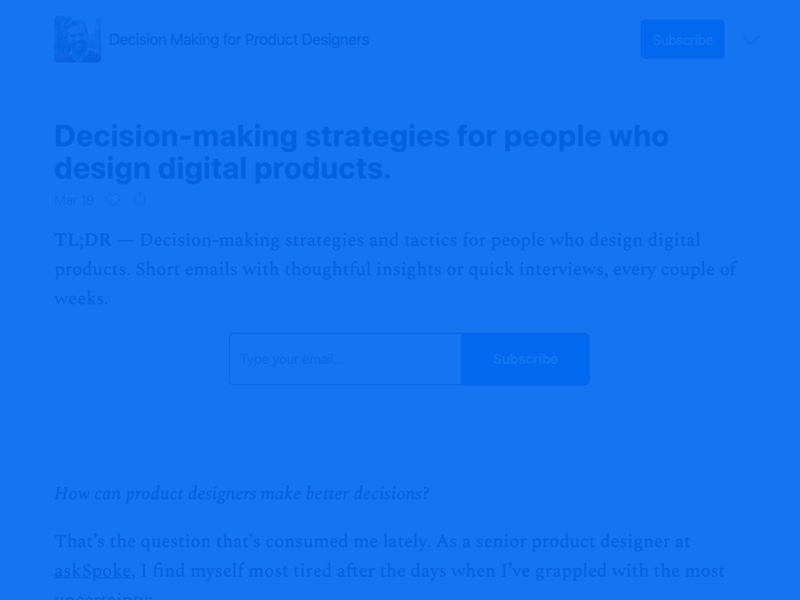 Decision Making for Product Designers
Subscribe
Decision-making strategies for people who
design digital products.
Mar 19
TL;DR — Decision-making strategies and tactics for people who design digital
products. Short emails with thoughtful insights or quick interviews, every couple of
weeks.
Type your email...
Subscribe
How can product designers make better decisions?
That’s the question that’s consumed me lately. As a senior product designer at
askSpoke, I find myself most tired after the days when I’ve grappled with the most
uncertainty.